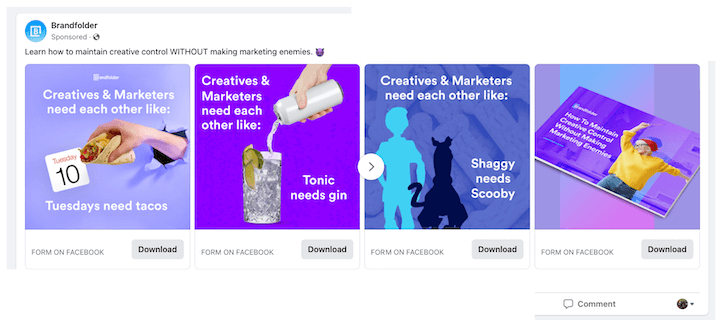 Brandfolder
Sponsored ·
Learn how to maintain creative control WITHOUT making marketing enemies. 😈
Brandfolder
Creatives & Marketers
need each other like:
Tuesday
10
Tuesdays need tacos
FORM ON FACEBOOK
Download
Creatives &
Marketers
need each
other like:
Tonic
needs gin
FORM ON FACEBOOK
Download
Creatives & Marketers
need each other like:
Shaggy
needs
Scooby
FORM ON FACEBOOK
Download
Brandfolder
How To Maintain
Creative Control
Without Making
Marketing Enemies
FORM ON FACEBOOK
Download
Comment